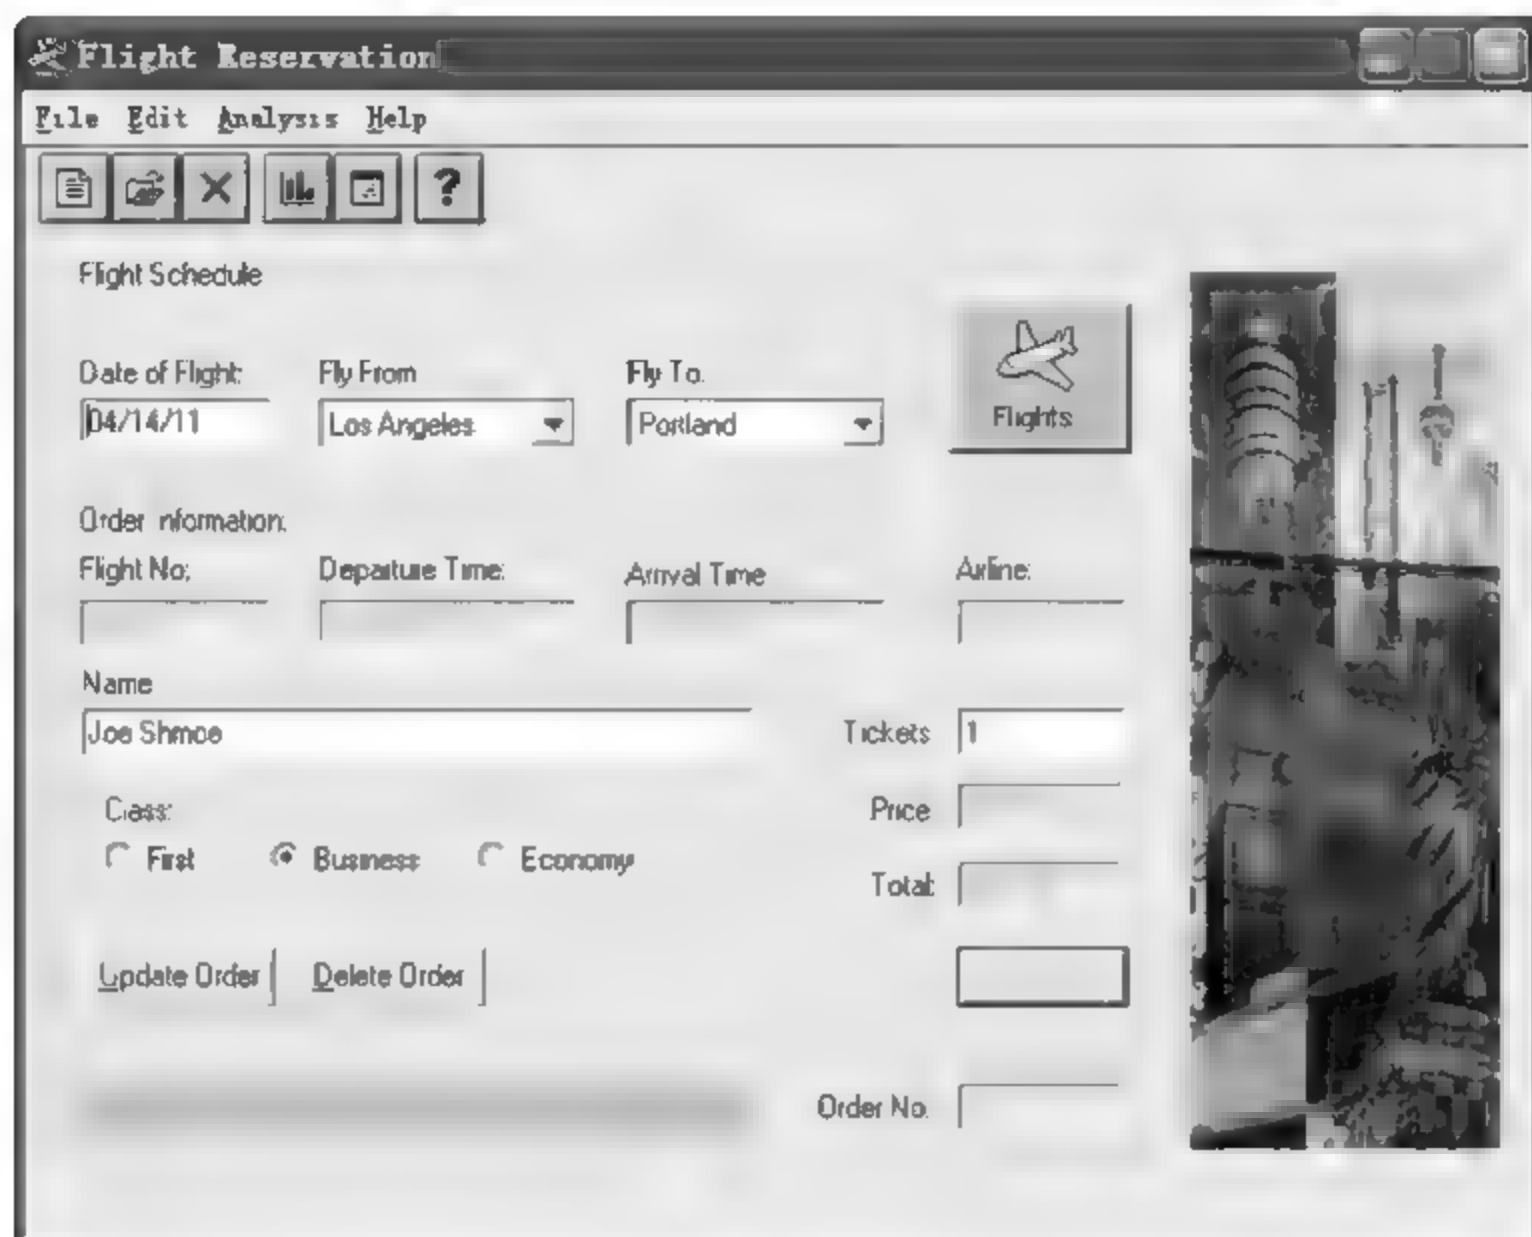 Flight Reservation
File Edit Analysis Help
Flight Schedule
Date of Flight: Fly From Fly To.
04/14/11 Los Angeles Portland Flights
Order nformation:
Flight No: Departure Time: Arrival Time Airline:
Name
Joe Shmoe Tickets 1
Class: Price
First Business Economy
Total:
Update Order Delete Order
Order No.